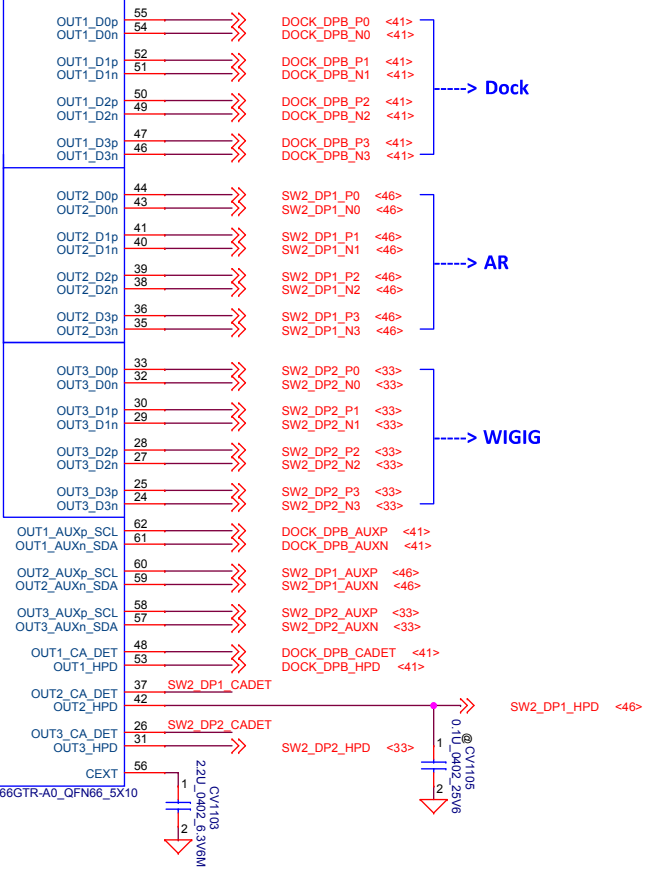 OUT1_D0p 55 DOCK_DPB_P0 <41>
OUT1_D0n 54 DOCK_DPB_N0 <41>
OUT1_D1p 52 DOCK_DPB_P1 <41>
OUT1_D1n 51 DOCK_DPB_N1 <41>
----> Dock
OUT1_D2p 50 DOCK_DPB_P2 <41>
OUT1_D2n 49 DOCK_DPB_N2 <41>
OUT1_D3p 47 DOCK_DPB_P3 <41>
OUT1_D3n 46 DOCK_DPB_N3 <41>
OUT2_D0p 44 SW2_DP1_P0 <46>
OUT2_D0n 43 SW2_DP1_N0 <46>
OUT2_D1p 41 SW2_DP1_P1 <46>
OUT2_D1n 40 SW2_DP1_N1 <46>
----> AR
OUT2_D2p 39 SW2_DP1_P2 <46>
OUT2_D2n 38 SW2_DP1_N2 <46>
OUT2_D3p 36 SW2_DP1_P3 <46>
OUT2_D3n 35 SW2_DP1_N3 <46>
OUT3_D0p 33 SW2_DP2_P0 <33>
OUT3_D0n 32 SW2_DP2_N0 <33>
OUT3_D1p 30 SW2_DP2_P1 <33>
OUT3_D1n 29 SW2_DP2_N1 <33>
----> WIGIG
OUT3_D2p 28 SW2_DP2_P2 <33>
OUT3_D2n 27 SW2_DP2_N2 <33>
OUT3_D3p 25 SW2_DP2_P3 <33>
OUT3_D3n 24 SW2_DP2_N3 <33>
OUT1_AUXp_SCL 62 DOCK_DPB_AUXP <41>
OUT1_AUXn_SDA 61 DOCK_DPB_AUXN <41>
OUT2_AUXp_SCL 60 SW2_DP1_AUXP <46>
OUT2_AUXn_SDA 59 SW2_DP1_AUXN <46>
OUT3_AUXp_SCL 58 SW2_DP2_AUXP <33>
OUT3_AUXn_SDA 57 SW2_DP2_AUXN <33>
OUT1_CA_DET 48 DOCK_DPB_CADET <41>
OUT1_HPD 53 DOCK_DPB_HPD <41>
OUT2_CA_DET 37 SW2_DP1_CADET
OUT2_HPD 42 SW2_DP1_HPD <46>
OUT3_CA_DET 26 SW2_DP2_CADET
OUT3_HPD 31 SW2_DP2_HPD <33>
1
2
@CV1105
0.1U_0402_25V6
CEXT 56
66GTR-A0_QFN66_5X10
1
2
CV1103
2.2U_0402_6.3V6M